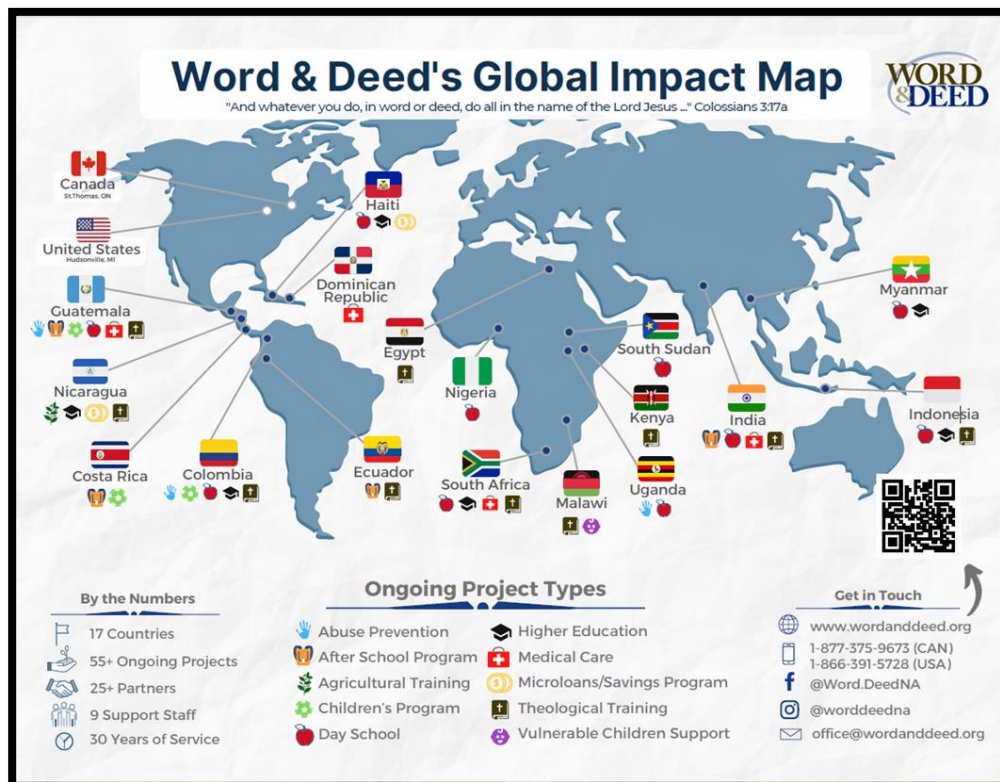 Word & Deed's Global Impact Map
"And whatever you do, in word or deed, do all in the name of the Lord Jesus ..." Colossians 3:17a
WORD
&DEED
Canada
St.Thomas, ON
United States
Hudsonville, MI
Guatemala
Nicaragua
Costa Rica
Colombia
Haiti
Dominican
Republic
Ecuador
Egypt
Nigeria
South Africa
South Sudan
Kenya
Uganda
Malawi
India
Myanmar
Indonesia
By the Numbers
17 Countries
55+ Ongoing Projects
25+ Partners
9 Support Staff
30 Years of Service
Ongoing Project Types
Abuse Prevention
After School Program
Agricultural Training
Children's Program
Day School
Higher Education
Medical Care
Microloans/Savings Program
Theological Training
Vulnerable Children Support
Get in Touch
www.wordanddeed.org
1-877-375-9673 (CAN)
1-866-391-5728 (USA)
@Word.DeedNA
@worddeedna
office@wordanddeed.org